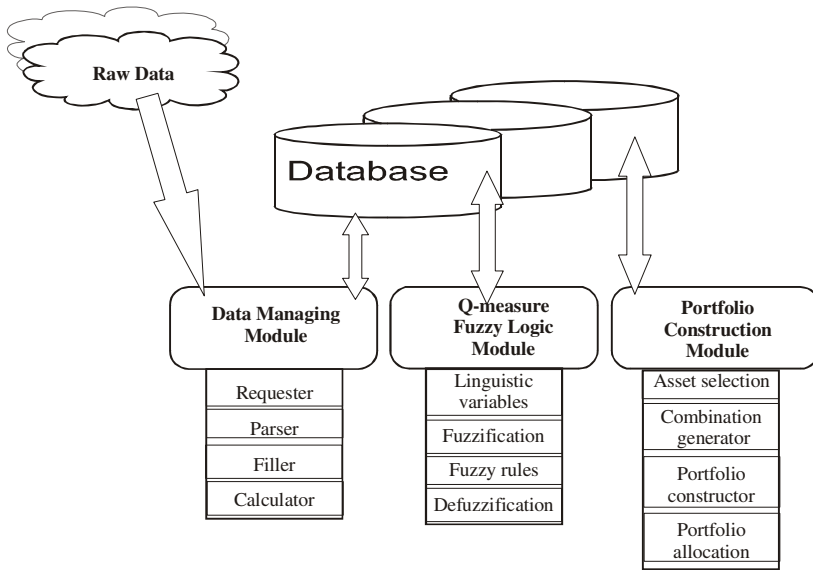 Raw Data
Database
Data Managing
Module
Requester
Parser
Filler
Calculator
Q-measure
Fuzzy Logic
Module
Linguistic
variables
Fuzzification
Fuzzy rules
Defuzzification
Portfolio
Construction
Module
Asset selection
Combination
generator
Portfolio
constructor
Portfolio
allocation